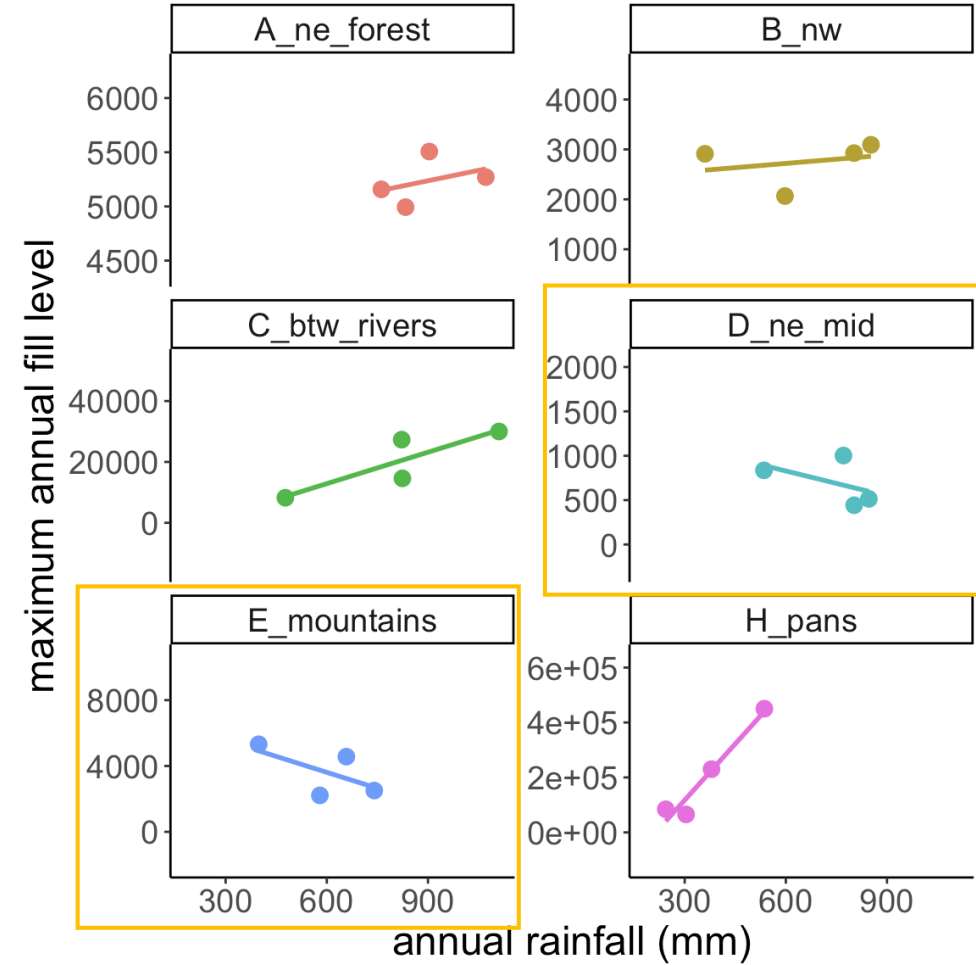 A_ne_forest
B_nw
6000
5500
5000
4500
4000
3000
2000
1000
C_btw_rivers
D_ne_mid
40000
20000
0
2000
1500
1000
500
0
E_mountains
H_pans
8000
4000
0
6e+05
4e+05
2e+05
0e+00
300 600 900
300 600 900
annual rainfall (mm)
maximum annual fill level